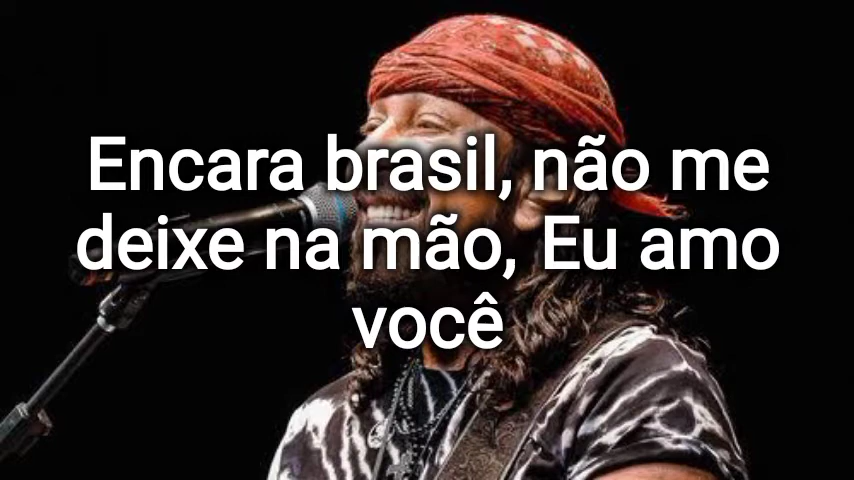 Encara brasil, não me
deixe na mão, Eu amo
você